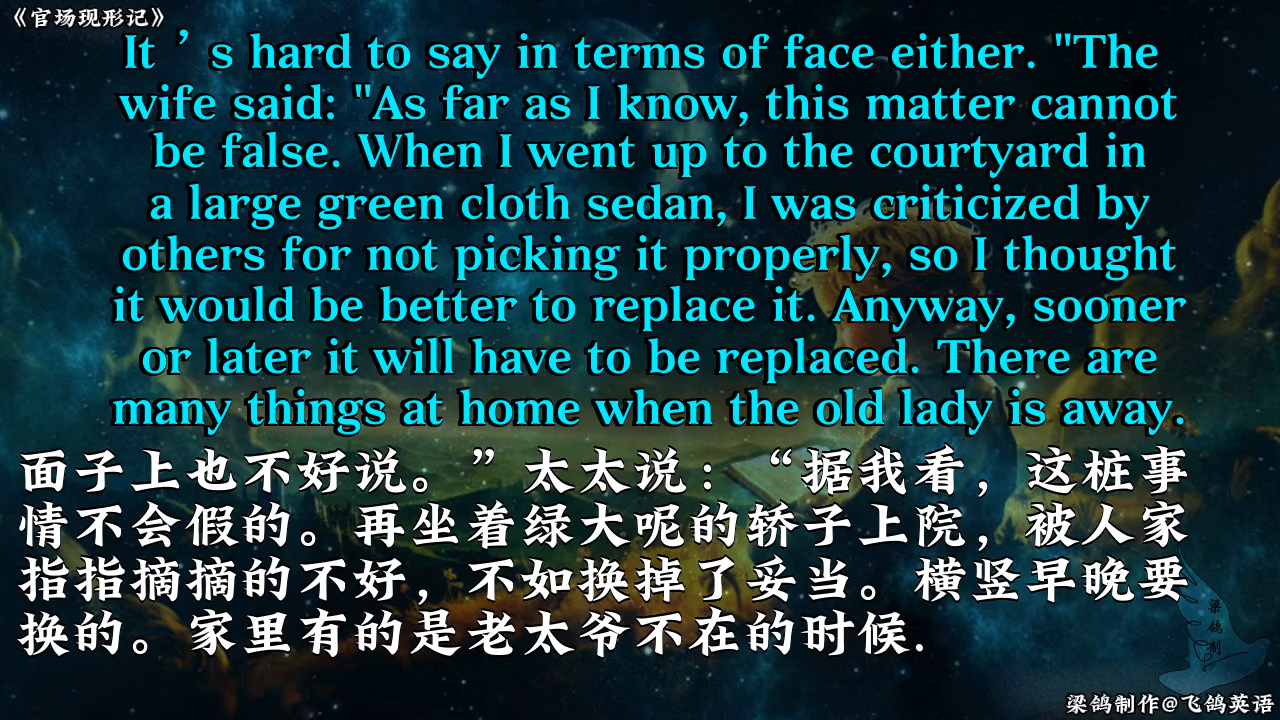 《官场现形记》
It ’ s hard to say in terms of face either. "The
wife said: "As far as I know, this matter cannot
be false. When I went up to the courtyard in
a large green cloth sedan, I was criticized by
others for not picking it properly, so I thought
it would be better to replace it. Anyway, sooner
or later it will have to be replaced. There are
many things at home when the old lady is away.
面子上也不好说。”太太说：“据我看，这桩事
情不会假的。再坐着绿大呢的轿子上院，被人家
指指摘摘的不好，不如换掉了妥当。横竖早晚要
换的。家里有的是老太爷不在的时候.
梁鸽制
梁鸽制作@飞鸽英语